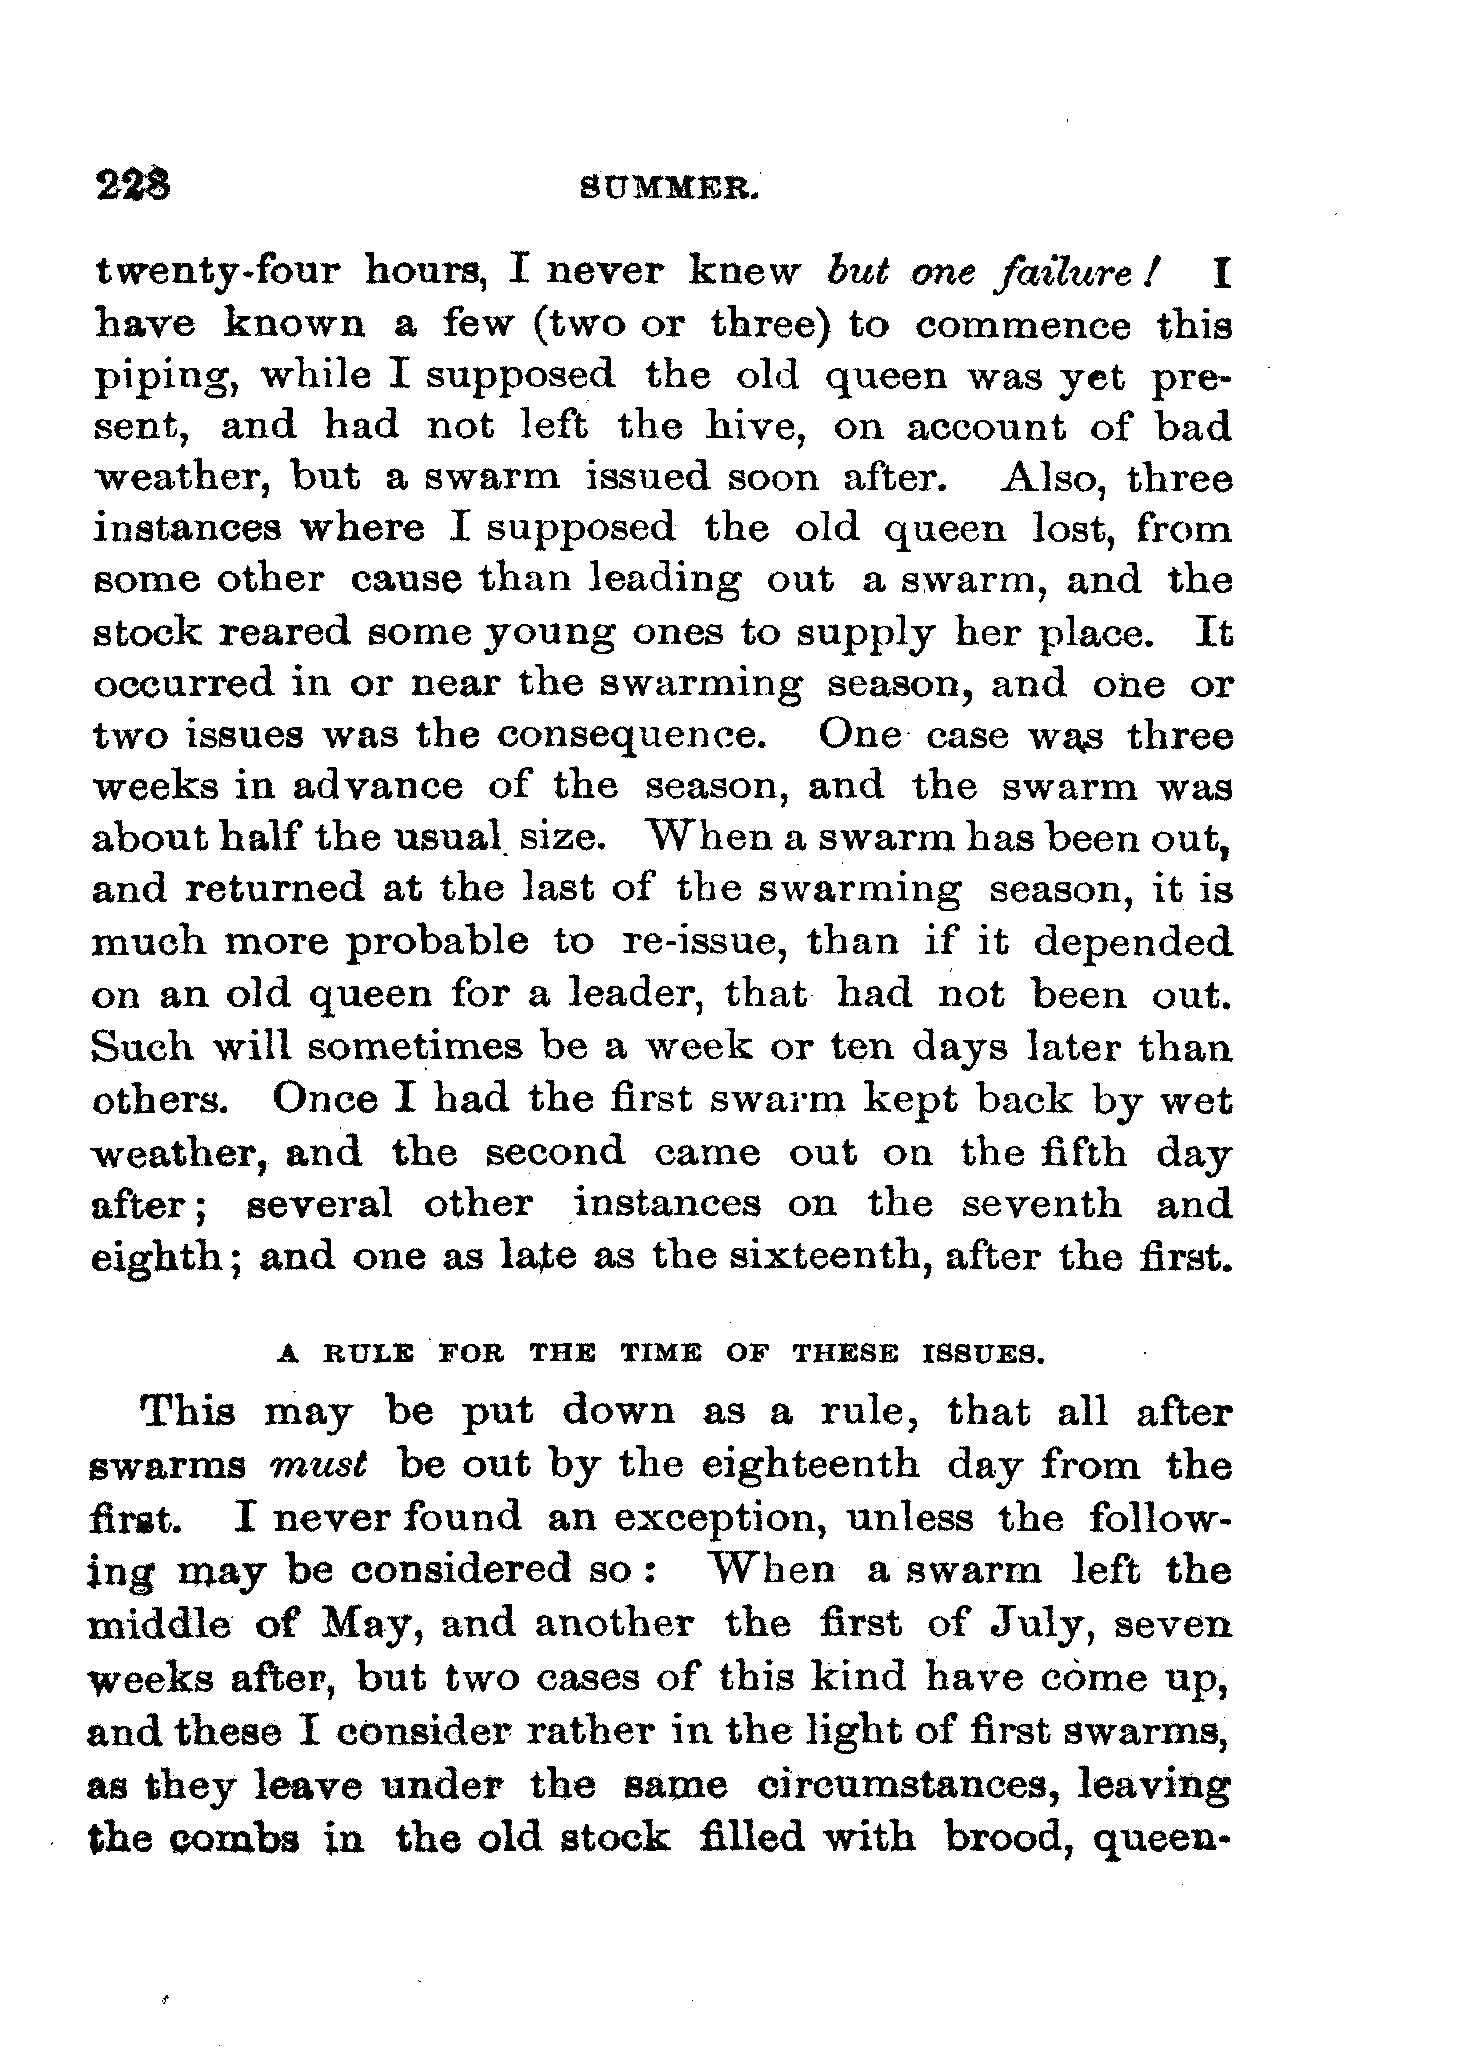 228 SUMMER.
twenty-four hours, I never knew but one failure! I
have known a few (two or three) to commence this
piping, while I supposed the old queen was yet pre-
sent, and had not left the hive, on account of bad
weather, but a swarm issued soon after. Also, three
instances where I supposed the old queen lost, from
some other cause than leading out a swarm, and the
stock reared some young ones to supply her place. It
occurred in or near the swarming season, and one or
two issues was the consequence. One case was three
weeks in advance of the season, and the swarm was
about half the usual size. When a swarm has been out,
and returned at the last of the swarming season, it is
much more probable to re-issue, than if it depended
on an old queen for a leader, that had not been out.
Such will sometimes be a week or ten days later than
others. Once I had the first swarm kept back by wet
weather, and the second came out on the fifth day
after; several other instances on the seventh and
eighth; and one as late as the sixteenth, after the first.
A RULE FOR THE TIME OF THESE ISSUES.
This may be put down as a rule, that all after
swarms must be out by the eighteenth day from the
first. I never found an exception, unless the follow-
ing may be considered so: When a swarm left the
middle of May, and another the first of July, seven
weeks after, but two cases of this kind have come up,
and these I consider rather in the light of first swarms,
as they leave under the same circumstances, leaving
the combs in the old stock filled with brood, queen-